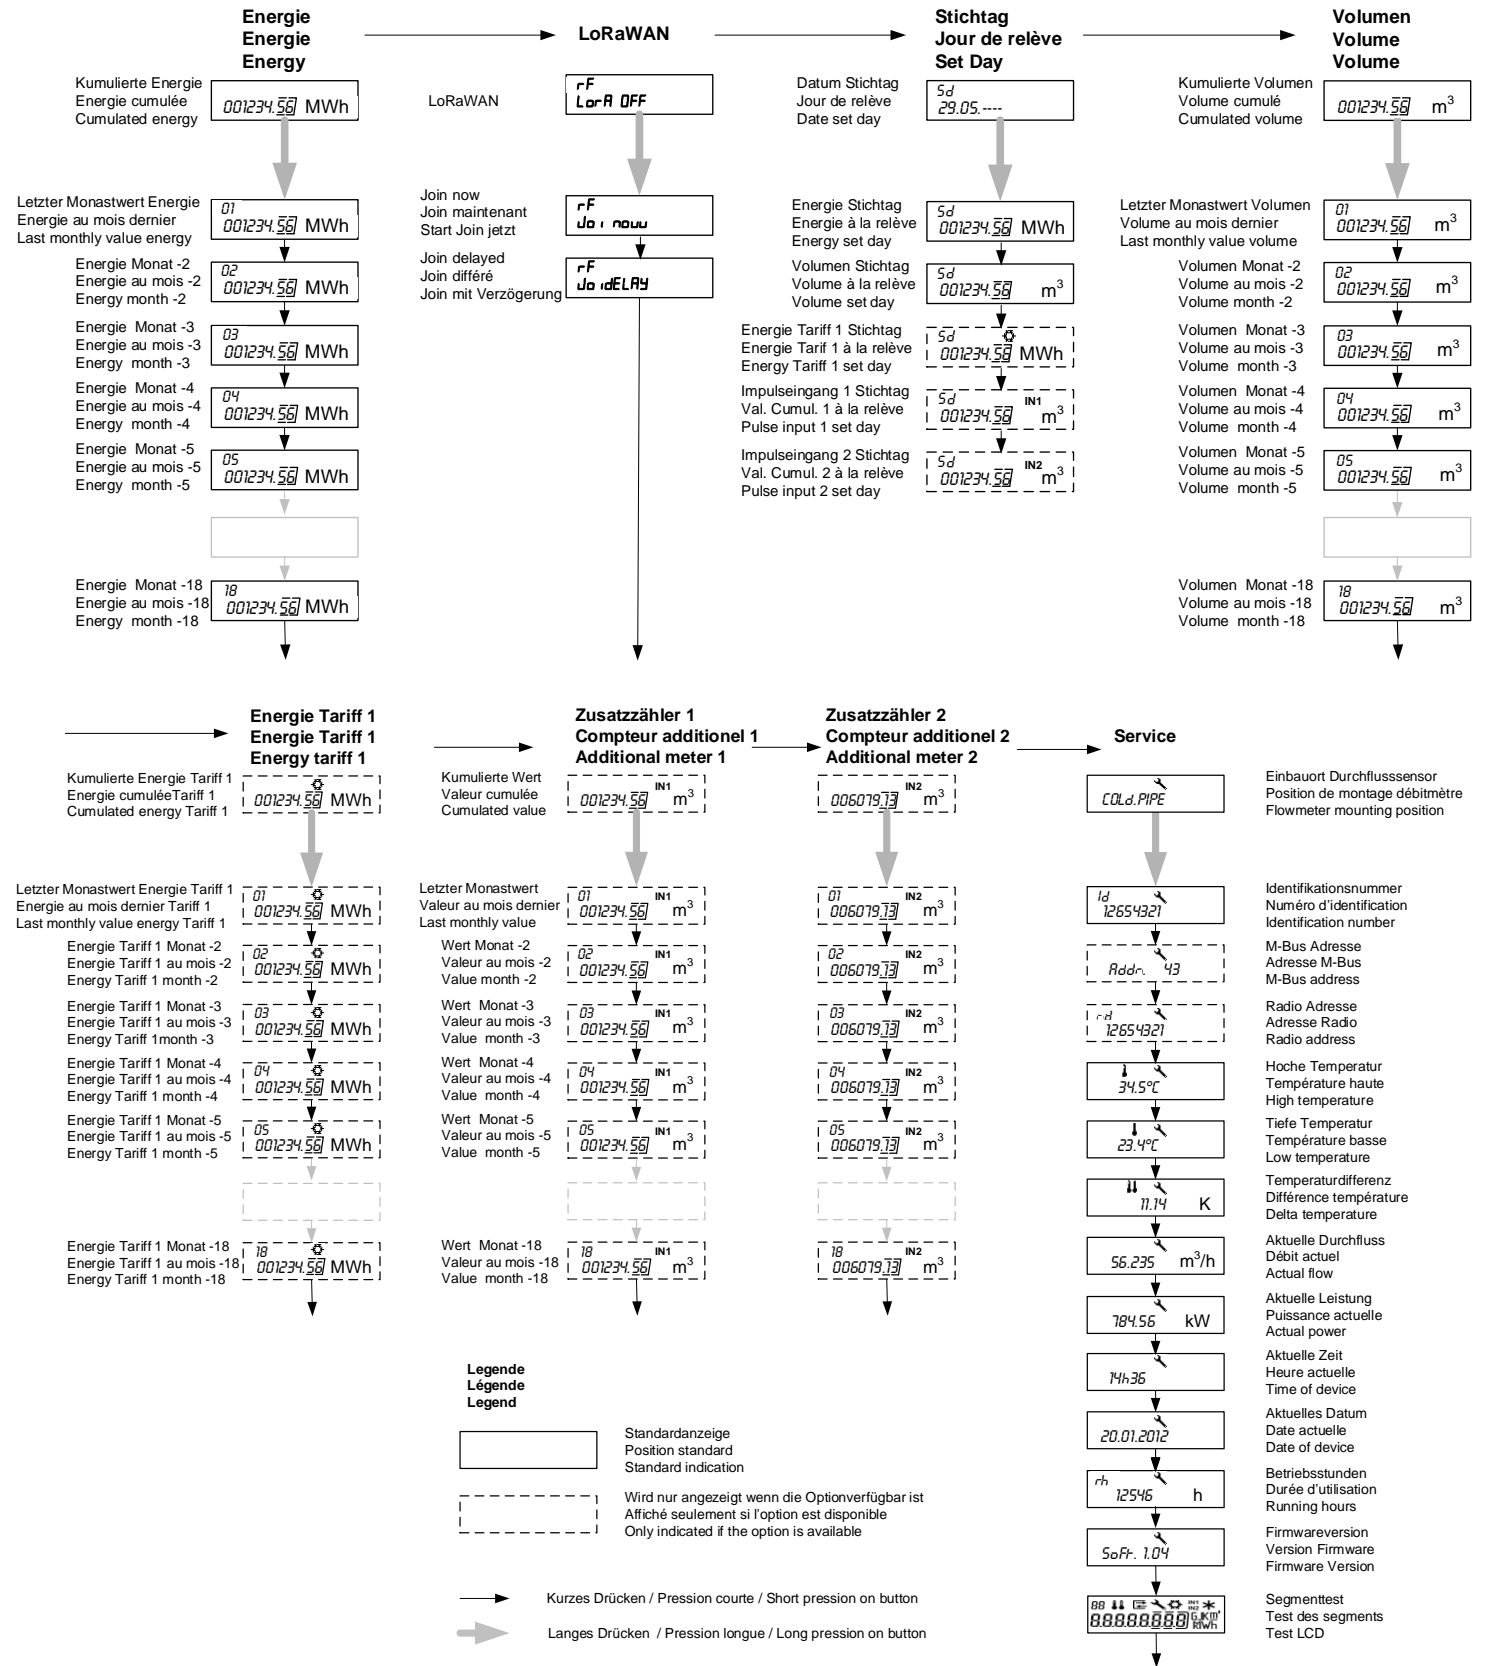 Energie
Energie
Energy
Kumulierte Energie
Energie cumulée
Cumulated energy
001234.56 MWh
Letzter Monastwert Energie
Energie au mois dernier
Last monthly value energy
01
001234.56 MWh
Energie Monat -2
Energie au mois -2
Energy month -2
02
001234.56 MWh
Energie Monat -3
Energie au mois -3
Energy month -3
03
001234.56 MWh
Energie Monat -4
Energie au mois -4
Energy month -4
04
001234.56 MWh
Energie Monat -5
Energie au mois -5
Energy month -5
05
001234.56 MWh
Energie Monat -18
Energie au mois -18
Energy month -18
18
001234.56 MWh
LoRaWAN
LoRaWAN
rF
LorA OFF
Join now
Join maintenant
Start Join jetzt
rF
Joi nouu
Join delayed
Join différé
Join mit Verzögerung
rF
JoidELAY
Stichtag
Jour de relève
Set Day
Datum Stichtag
Jour de relève
Date set day
Sd
29.05.----
Energie Stichtag
Energie à la relève
Energy set day
Sd
001234.56 MWh
Volumen Stichtag
Volume à la relève
Volume set day
Sd
001234.56 m³
Energie Tariff 1 Stichtag
Energie Tarif 1 à la relève
Energy Tariff 1 set day
Sd
001234.56 MWh
Impulseingang 1 Stichtag
Val. Cumul. 1 à la relève
Pulse input 1 set day
Sd IN1
001234.56 m³
Impulseingang 2 Stichtag
Val. Cumul. 2 à la relève
Pulse input 2 set day
Sd IN2
001234.56 m³
Volumen
Volume
Volume
Kumulierte Volumen
Volume cumulé
Cumulated volume
001234.56 m³
Letzter Monastwert Volumen
Volume au mois dernier
Last monthly value volume
01
001234.56 m³
Volumen Monat -2
Volume au mois -2
Volume month -2
02
001234.56 m³
Volumen Monat -3
Volume au mois -3
Volume month -3
03
001234.56 m³
Volumen Monat -4
Volume au mois -4
Volume month -4
04
001234.56 m³
Volumen Monat -5
Volume au mois -5
Volume month -5
05
001234.56 m³
Volumen Monat -18
Volume au mois -18
Volume month -18
18
001234.56 m³
Energie Tariff 1
Energie Tariff 1
Energy tariff 1
Kumulierte Energie Tariff 1
Energie cumuléeTariff 1
Cumulated energy Tariff 1
001234.56 MWh
Letzter Monastwert Energie Tariff 1
Energie au mois dernier Tariff 1
Last monthly value energy Tariff 1
01
001234.56 MWh
Energie Tariff 1 Monat -2
Energie Tariff 1 au mois -2
Energy Tariff 1 month -2
02
001234.56 MWh
Energie Tariff 1 Monat -3
Energie Tariff 1 au mois -3
Energy Tariff 1month -3
03
001234.56 MWh
Energie Tariff 1 Monat -4
Energie Tariff 1 au mois -4
Energy Tariff 1 month -4
04
001234.56 MWh
Energie Tariff 1 Monat -5
Energie Tariff 1 au mois -5
Energy Tariff 1 month -5
05
001234.56 MWh
Energie Tariff 1 Monat -18
Energie Tariff 1 au mois -18
Energy Tariff 1 month -18
18
001234.56 MWh
Zusatzzähler 1
Compteur additionel 1
Additional meter 1
Kumulierte Wert
Valeur cumulée
Cumulated value
IN1
001234.56 m³
Letzter Monastwert
Valeur au mois dernier
Last monthly value
01 IN1
001234.56 m³
Wert Monat -2
Valeur au mois -2
Value month -2
02 IN1
001234.56 m³
Wert Monat -3
Valeur au mois -3
Value month -3
03 IN1
001234.56 m³
Wert Monat -4
Valeur au mois -4
Value month -4
04 IN1
001234.56 m³
Wert Monat -5
Valeur au mois -5
Value month -5
05 IN1
001234.56 m³
Wert Monat -18
Valeur au mois -18
Value month -18
18 IN1
001234.56 m³
Zusatzzähler 2
Compteur additionel 2
Additional meter 2
IN2
006079.13 m³
01 IN2
006079.13 m³
02 IN2
006079.13 m³
03 IN2
006079.13 m³
04 IN2
006079.13 m³
05 IN2
006079.13 m³
18 IN2
006079.13 m³
Service
COLd.PIPE
Einbauort Durchflusssensor
Position de montage débitmètre
Flowmeter mounting position
Id
12654321
Identifikationsnummer
Numéro d'identification
Identification number
Addr. 43
M-Bus Adresse
Adresse M-Bus
M-Bus address
12654321
Radio Adresse
Adresse Radio
Radio address
34.5°C
Hoche Temperatur
Température haute
High temperature
23.4°C
Tiefe Temperatur
Température basse
Low temperature
11.14 K
Temperaturdifferenz
Différence température
Delta temperature
56.235 m³/h
Aktuelle Durchfluss
Débit actuel
Actual flow
784.56 kW
Aktuelle Leistung
Puissance actuelle
Actual power
14h36
Aktuelle Zeit
Heure actuelle
Time of device
20.01.2012
Aktuelles Datum
Date actuelle
Date of device
rh
12546 h
Betriebsstunden
Durée d'utilisation
Running hours
SoFt. 1.04
Firmwareversion
Version Firmware
Firmware Version
88 IN1 IN2
8.8.8.8.8.8.8.8
Segmenttest
Test des segments
Test LCD
Legende
Légende
Legend
Standardanzeige
Position standard
Standard indication
Wird nur angezeigt wenn die Optionverfügbar ist
Affiché seulement si l'option est disponible
Only indicated if the option is available
Kurzes Drücken / Pression courte / Short pression on button
Langes Drücken / Pression longue / Long pression on button